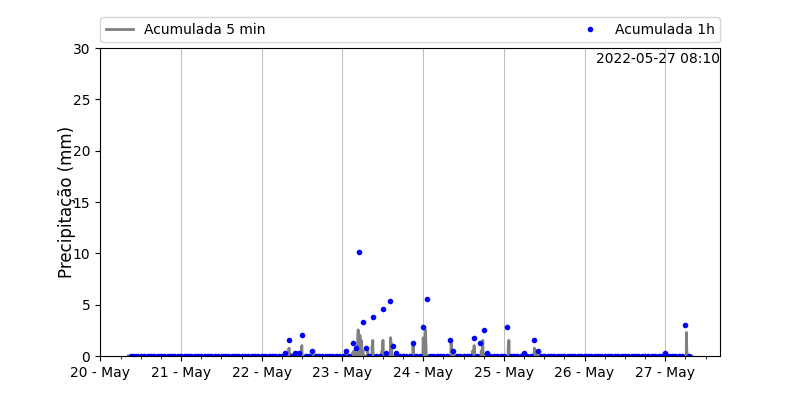 Acumulada 5 min Acumulada 1h
2022-05-27 08:10
Precipitação (mm)
30
25
20
15
10
5
0
20 - May 21 - May 22 - May 23 - May 24 - May 25 - May 26 - May 27 - May